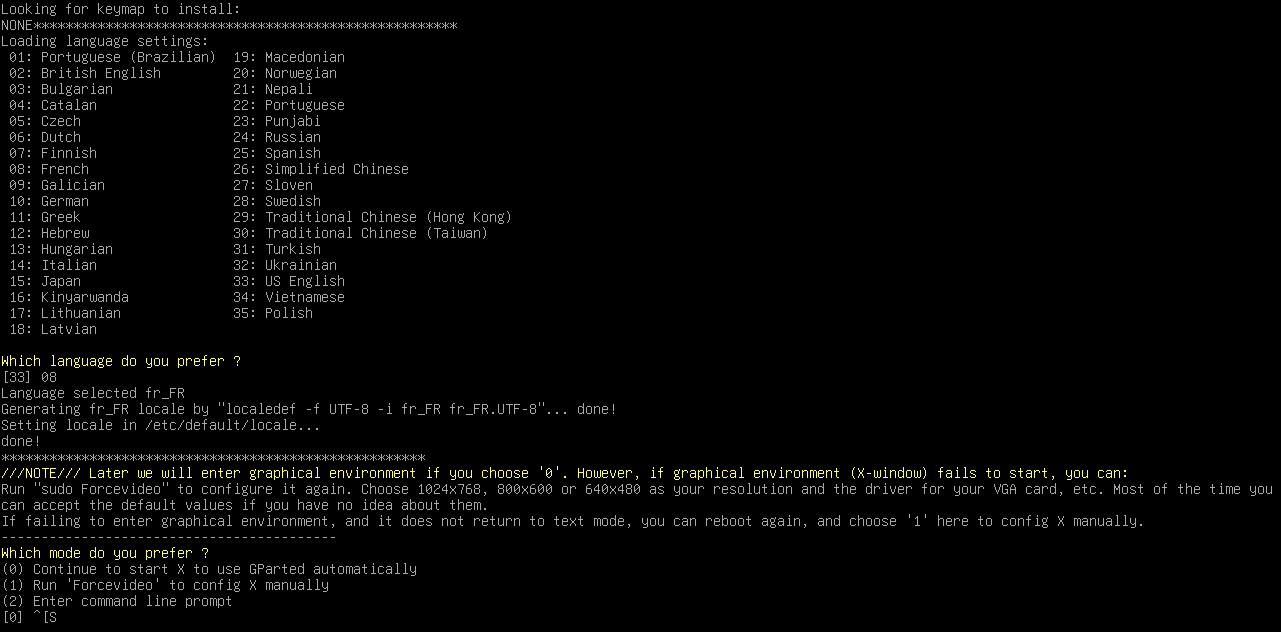 Looking for keymap to install:
NONE*****************************************************
Loading language settings:
 01: Portuguese (Brazilian)  19: Macedonian
 02: British English         20: Norwegian
 03: Bulgarian               21: Nepali
 04: Catalan                 22: Portuguese
 05: Czech                   23: Punjabi
 06: Dutch                   24: Russian
 07: Finnish                 25: Spanish
 08: French                  26: Simplified Chinese
 09: Galician                27: Sloven
 10: German                  28: Swedish
 11: Greek                   29: Traditional Chinese (Hong Kong)
 12: Hebrew                  30: Traditional Chinese (Taiwan)
 13: Hungarian               31: Turkish
 14: Italian                 32: Ukrainian
 15: Japan                   33: US English
 16: Kinyarwanda             34: Vietnamese
 17: Lithuanian              35: Polish
 18: Latvian
Which language do you prefer ?
[33] 08
Language selected fr_FR
Generating fr_FR locale by "localedef -f UTF-8 -i fr_FR fr_FR.UTF-8"... done!
Setting locale in /etc/default/locale...
done!
*****************************************************
///NOTE/// Later we will enter graphical environment if you choose '0'. However, if graphical environment (X-window) fails to start, you can:
Run "sudo Forcevideo" to configure it again. Choose 1024x768, 800x600 or 640x480 as your resolution and the driver for your VGA card, etc. Most of the time you
can accept the default values if you have no idea about them.
If failing to enter graphical environment, and it does not return to text mode, you can reboot again, and choose '1' here to config X manually.
------------------------------------------
Which mode do you prefer ?
(0) Continue to start X to use GParted automatically
(1) Run 'Forcevideo' to config X manually
(2) Enter command line prompt
[0] ^[S